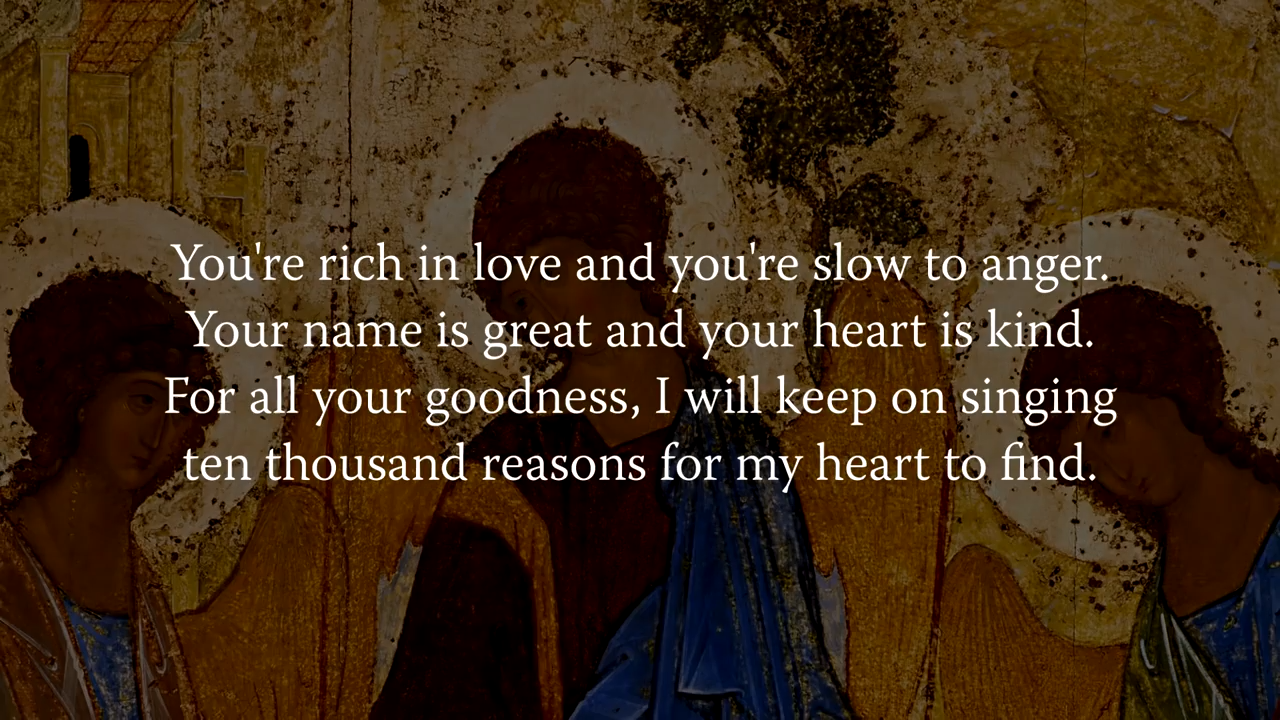 You're rich in love and you're slow to anger.
Your name is great and your heart is kind.
For all your goodness, I will keep on singing
ten thousand reasons for my heart to find.